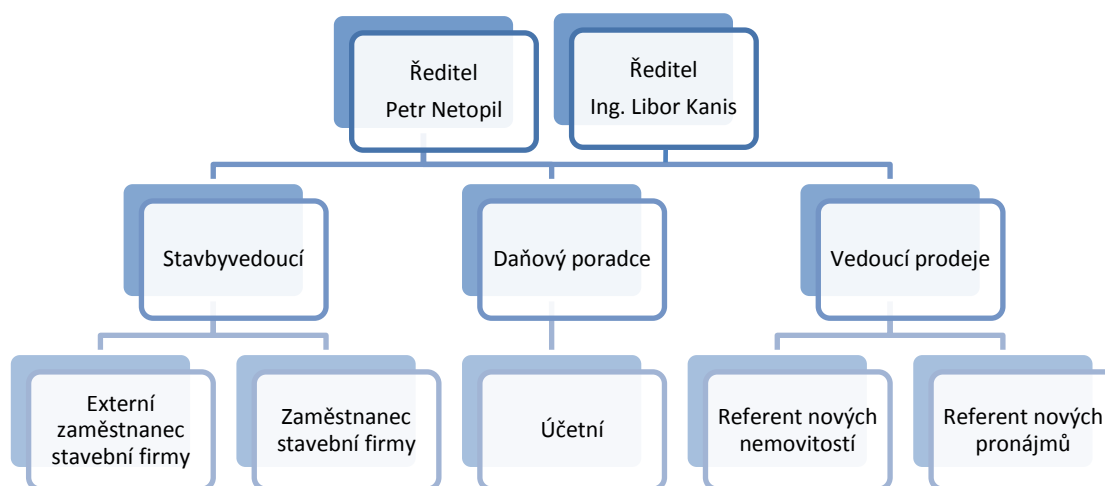 Ředitel
Petr Netopil
Ředitel
Ing. Libor Kanis
Stavbyvedoucí
Daňový poradce
Vedoucí prodeje
Externí
zaměstnanec
stavební firmy
Zaměstnanec
stavební firmy
Účetní
Referent nových
nemovitostí
Referent nových
pronájmů